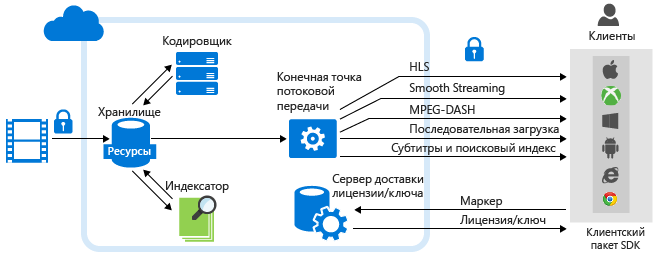 Клиенты
Кодировщик
HLS
Конечная точка
потоковой
передачи
Smooth Streaming
Хранилище
MPEG-DASH
Последовательная загрузка
Ресурсы
Субтитры и поисковый индекс
Индексатор
Сервер доставки
лицензии/ключа
Маркер
Лицензия/ключ
Клиентский
пакет SDK